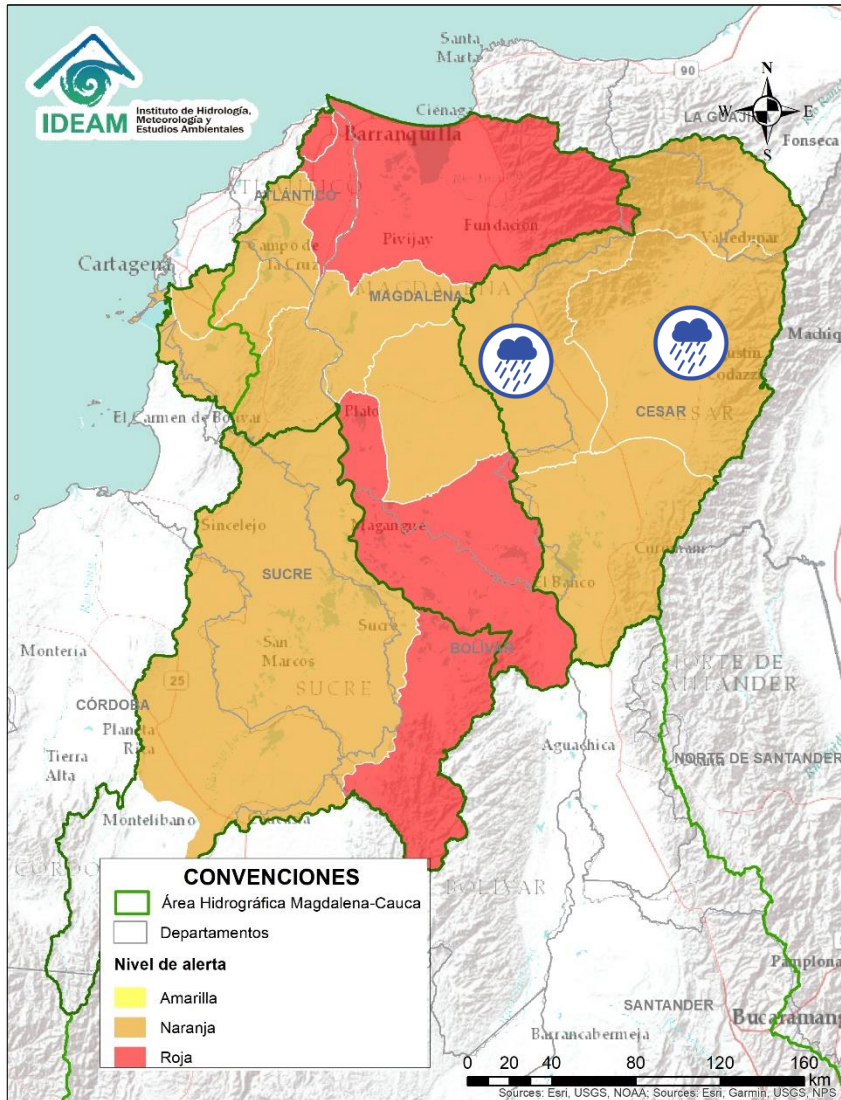 IDEAM
Instituto de Hidrología,
Meteorología y
Estudios Ambientales
Santa
Marta
90
N
W
E
S
LA GUAJIRA
Fonseca
Ciénaga
Barranquilla
ATLÁNTICO
Fundación
Pivijay
Valledupar
Campo de
la Cruz
Cartagena
MAGDALENA
Codazzi
CESAR
El Carmen de Bolívar
Plato
Sincelejo
Magangué
SUCRE
El Banco
Sucre
San
Marcos
BOLÍVAR
Montería
25
SUCRE
NORTE DE
SANTANDER
CÓRDOBA
Planeta
Rica
Tierra
Alta
Aguachica
NORTE DE SANTANDER
Montelíbano
BOLÍVAR
CONVENCIONES
Área Hidrográfica Magdalena-Cauca
Departamentos
Nivel de alerta
Amarilla
Naranja
Roja
Pamplona
SANTANDER
Barrancabermeja
0 20 40 80 120 160
km
Sources: Esri, USGS, NOAA; Sources: Esri, Garmin, USGS, NPS